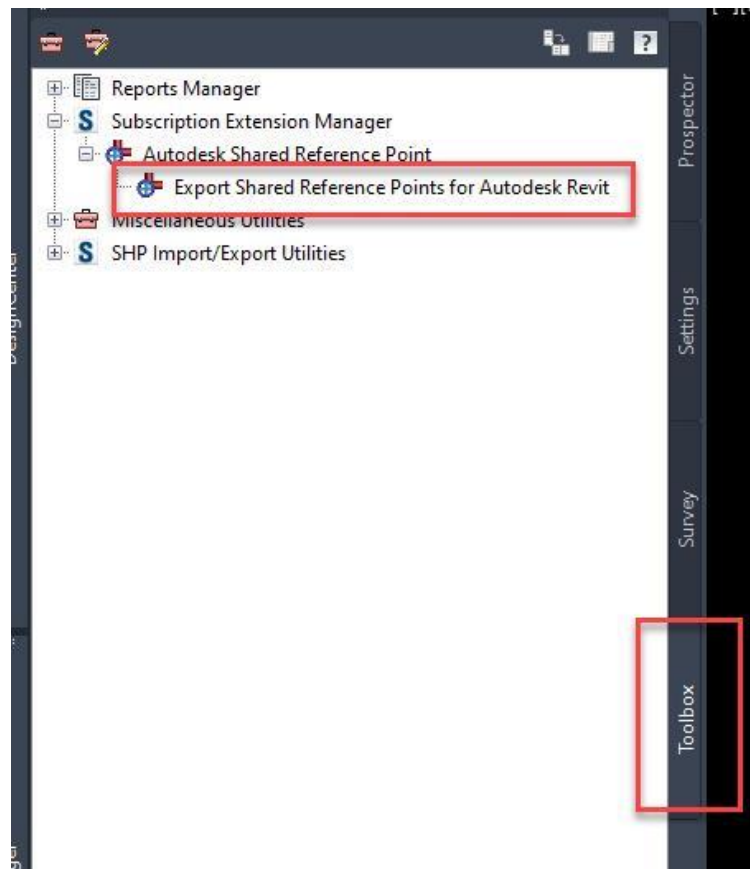 Reports Manager
Subscription Extension Manager
Autodesk Shared Reference Point
Export Shared Reference Points for Autodesk Revit
Miscellaneous Utilities
SHP Import/Export Utilities
Prospector
Settings
Survey
Toolbox